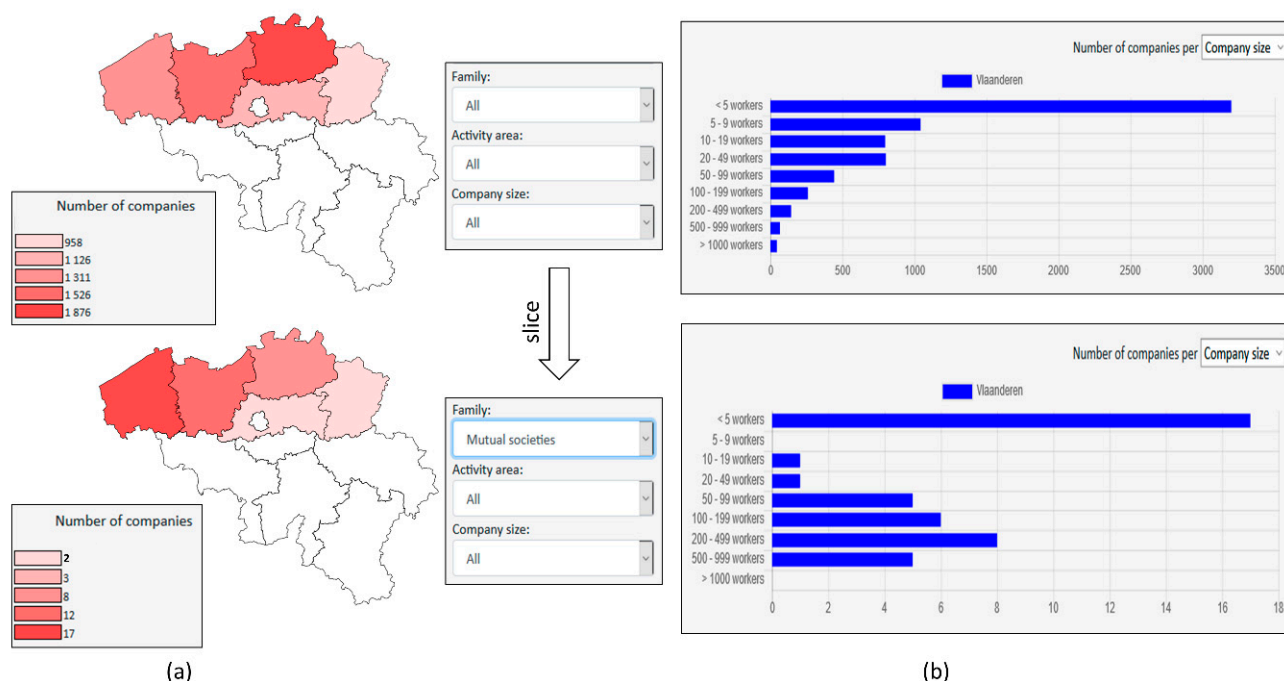 Family:
All
Activity area:
All
Company size:
All
Number of companies
958
1 126
1 311
1 526
1 876
slice
Family:
Mutual societies
Activity area:
All
Company size:
All
Number of companies
2
3
8
12
17
(a)
Number of companies per Company size
Vlaanderen
< 5 workers
5 - 9 workers
10 - 19 workers
20 - 49 workers
50 - 99 workers
100 - 199 workers
200 - 499 workers
500 - 999 workers
> 1000 workers
0 500 1000 1500 2000 2500 3000 3500
Number of companies per Company size
Vlaanderen
< 5 workers
5 - 9 workers
10 - 19 workers
20 - 49 workers
50 - 99 workers
100 - 199 workers
200 - 499 workers
500 - 999 workers
> 1000 workers
0 2 4 6 8 10 12 14 16 18
(b)